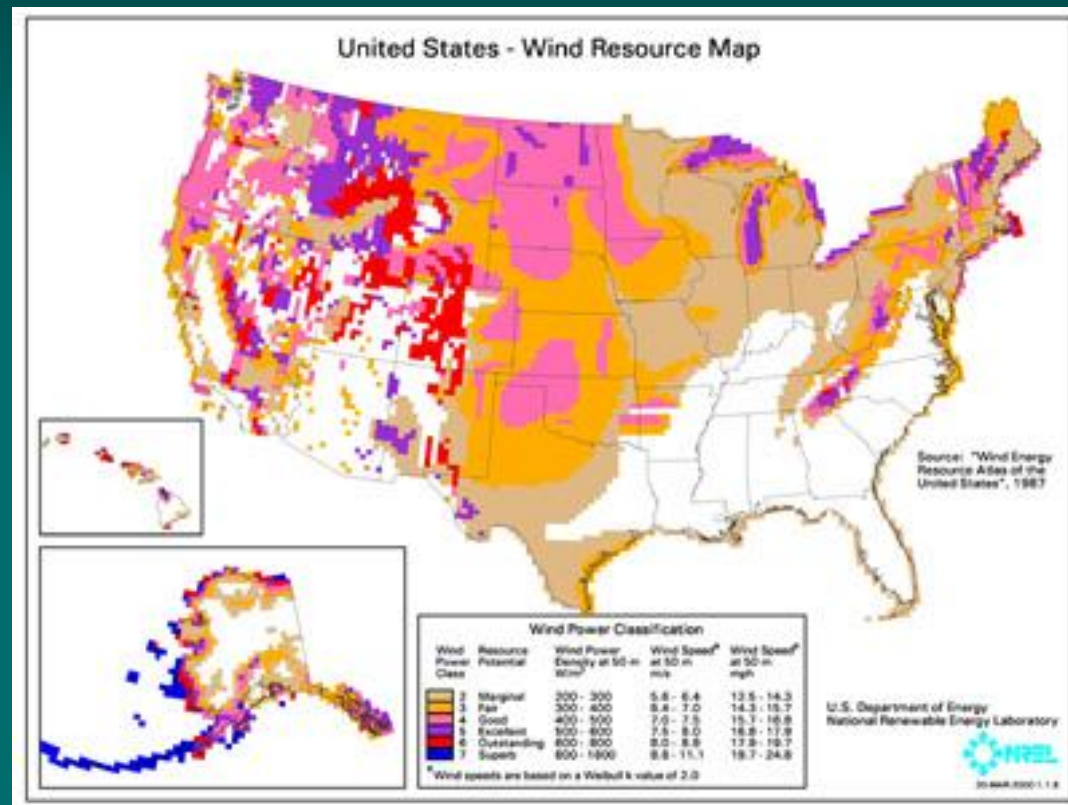 United States - Wind Resource Map
Source: "Wind Energy
Resource Atlas of the
United States", 1987
Wind Power Classification
Wind Power Class Resource Potential Wind Power Density at 50 m W/m² Wind Speedᵃ at 50 m m/s Wind Speedᵃ at 50 m mph
2 Marginal 200 - 300 5.6 - 6.4 12.5 - 14.3
3 Fair 300 - 400 6.4 - 7.0 14.3 - 15.7
4 Good 400 - 500 7.0 - 7.5 15.7 - 16.8
5 Excellent 500 - 600 7.5 - 8.0 16.8 - 17.9
6 Outstanding 600 - 800 8.0 - 8.8 17.9 - 19.7
7 Superb 800 - 1600 8.8 - 11.1 19.7 - 24.8
ᵃWind speeds are based on a Weibull k value of 2.0
U.S. Department of Energy
National Renewable Energy Laboratory
NREL